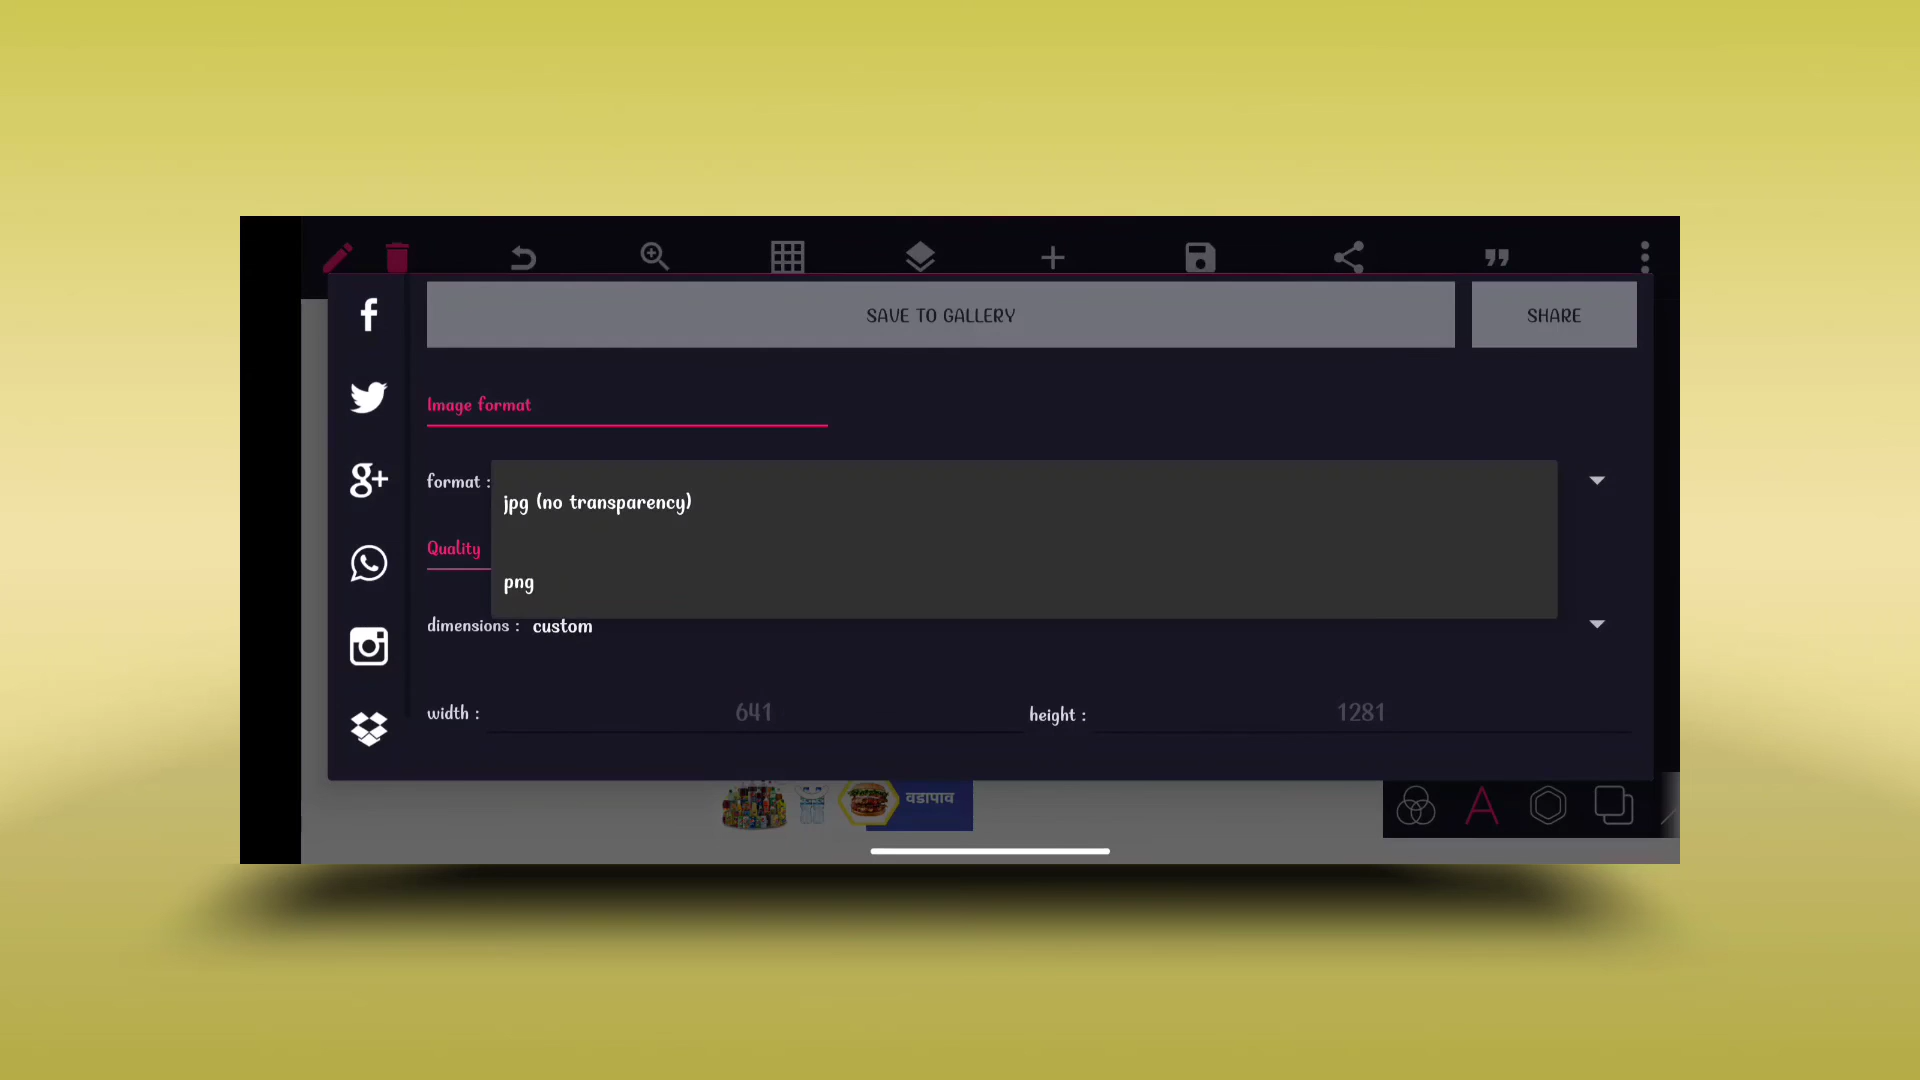 SAVE TO GALLERY
SHARE
Image format
format :
jpg (no transparency)
Quality
png
dimensions : custom
width : 641
height : 1281
वडापाव